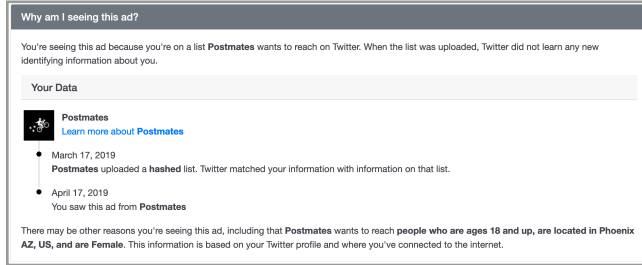 Why am I seeing this ad?
You're seeing this ad because you're on a list Postmates wants to reach on Twitter. When the list was uploaded, Twitter did not learn any new
identifying information about you.
Your Data
Postmates
Learn more about Postmates
March 17, 2019
Postmates uploaded a hashed list. Twitter matched your information with information on that list.
April 17, 2019
You saw this ad from Postmates
There may be other reasons you're seeing this ad, including that Postmates wants to reach people who are ages 18 and up, are located in Phoenix
AZ, US, and are Female. This information is based on your Twitter profile and where you've connected to the internet.